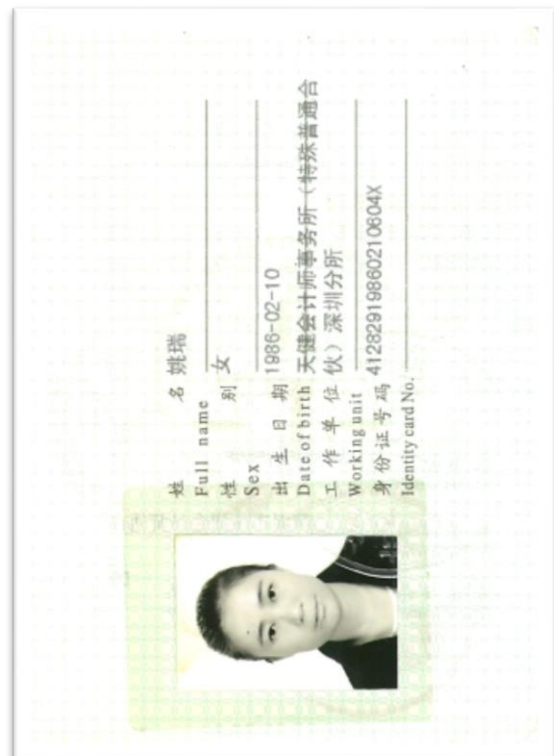 姓 名 姚瑞
Full name
性 别 女
Sex
出 生 日 期 1986-02-10
Date of birth
工 作 单 位 天健会计师事务所（特殊普通合
Working unit 伙）深圳分所
身 份 证 号 码 41282919860210604X
Identity card No.